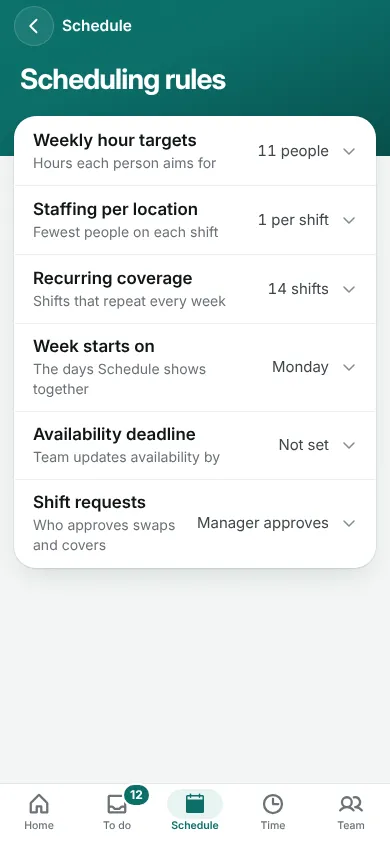 Schedule
Scheduling rules
Weekly hour targets
Hours each person aims for
11 people
Staffing per location
Fewest people on each shift
1 per shift
Recurring coverage
Shifts that repeat every week
14 shifts
Week starts on
The days Schedule shows
together
Monday
Availability deadline
Team updates availability by
Not set
Shift requests
Who approves swaps
and covers
Manager approves
12
Home
To do
Schedule
Time
Team